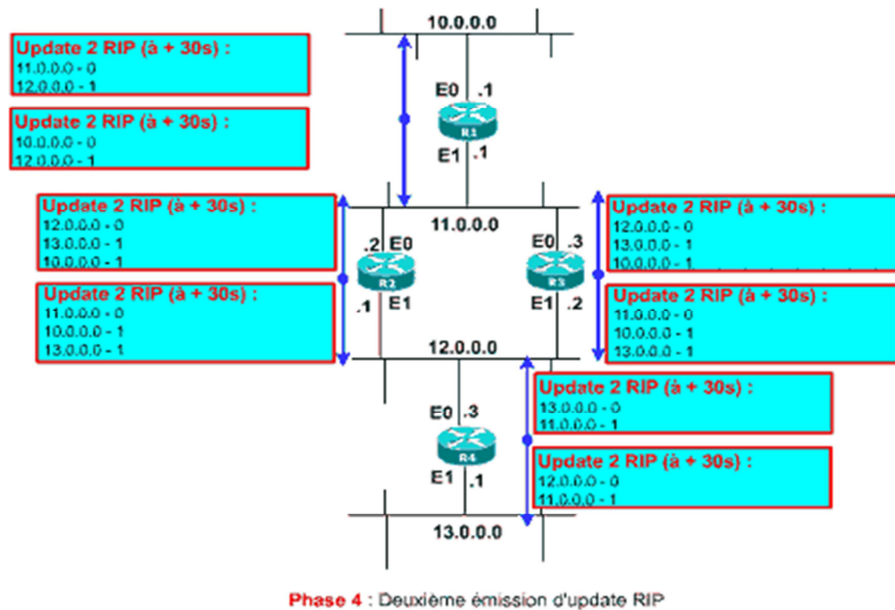 10.0.0.0
Update 2 RIP (à + 30s) :
11.0.0.0 - 0
12.0.0.0 - 1
E0 .1
R1
E1 .1
Update 2 RIP (à + 30s) :
10.0.0.0 - 0
12.0.0.0 - 1
Update 2 RIP (à + 30s) :
12.0.0.0 - 0
13.0.0.0 - 1
10.0.0.0 - 1
11.0.0.0
Update 2 RIP (à + 30s) :
12.0.0.0 - 0
13.0.0.0 - 1
10.0.0.0 - 1
.2 E0
R2
.1 E1
E0 .3
R3
E1 .2
Update 2 RIP (à + 30s) :
11.0.0.0 - 0
10.0.0.0 - 1
13.0.0.0 - 1
Update 2 RIP (à + 30s) :
11.0.0.0 - 0
10.0.0.0 - 1
13.0.0.0 - 1
12.0.0.0
E0 .3
R4
E1 .1
Update 2 RIP (à + 30s) :
13.0.0.0 - 0
11.0.0.0 - 1
Update 2 RIP (à + 30s) :
12.0.0.0 - 0
11.0.0.0 - 1
13.0.0.0
Phase 4 : Deuxième émission d'update RIP